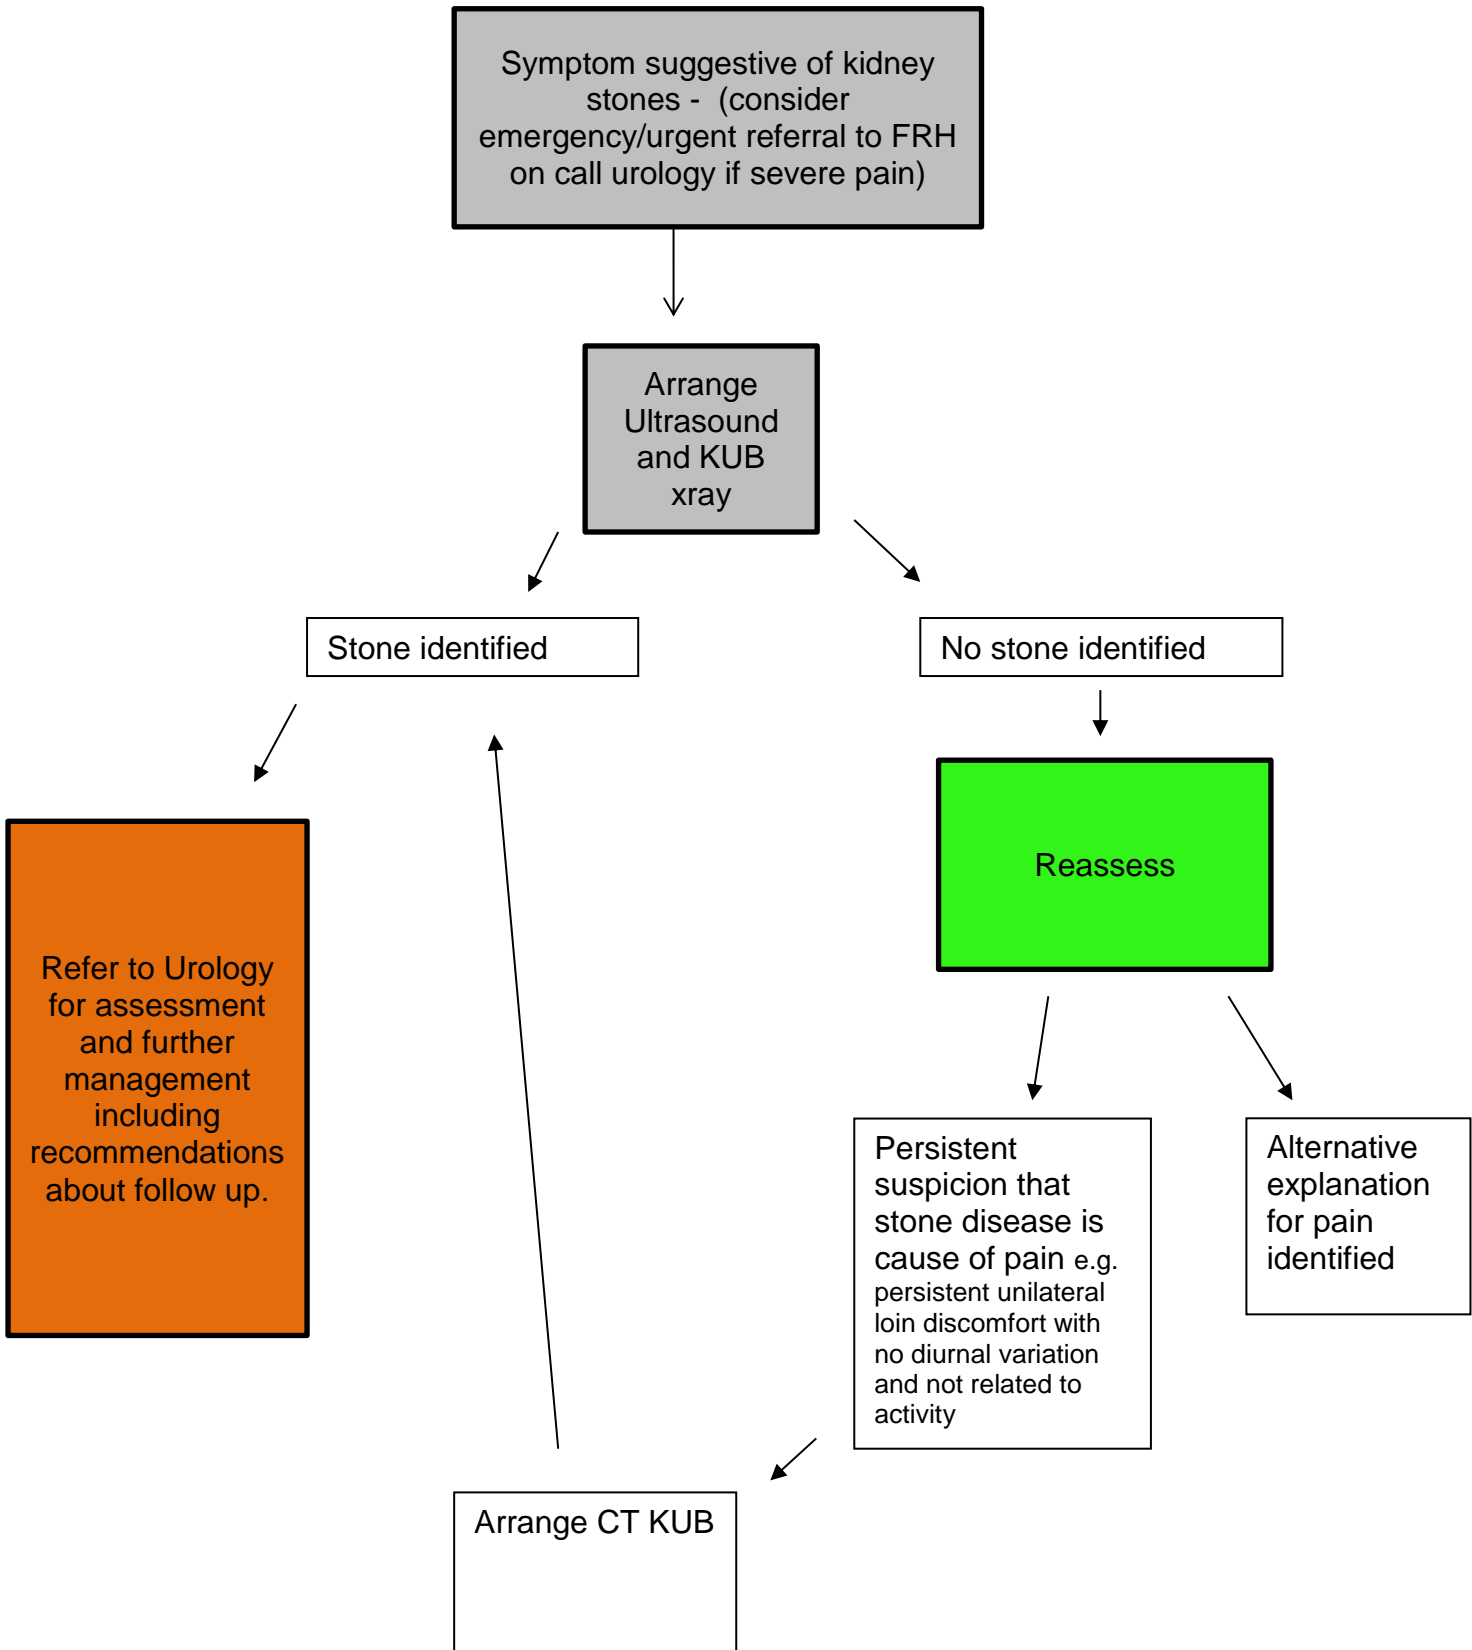 Symptom suggestive of kidney
stones -  (consider
emergency/urgent referral to FRH
on call urology if severe pain)
Arrange
Ultrasound
and KUB
xray
Stone identified
No stone identified
Reassess
Refer to Urology
for assessment
and further
management
including
recommendations
about follow up.
Persistent
suspicion that
stone disease is
cause of pain e.g.
persistent unilateral
loin discomfort with
no diurnal variation
and not related to
activity
Alternative
explanation
for pain
identified
Arrange CT KUB